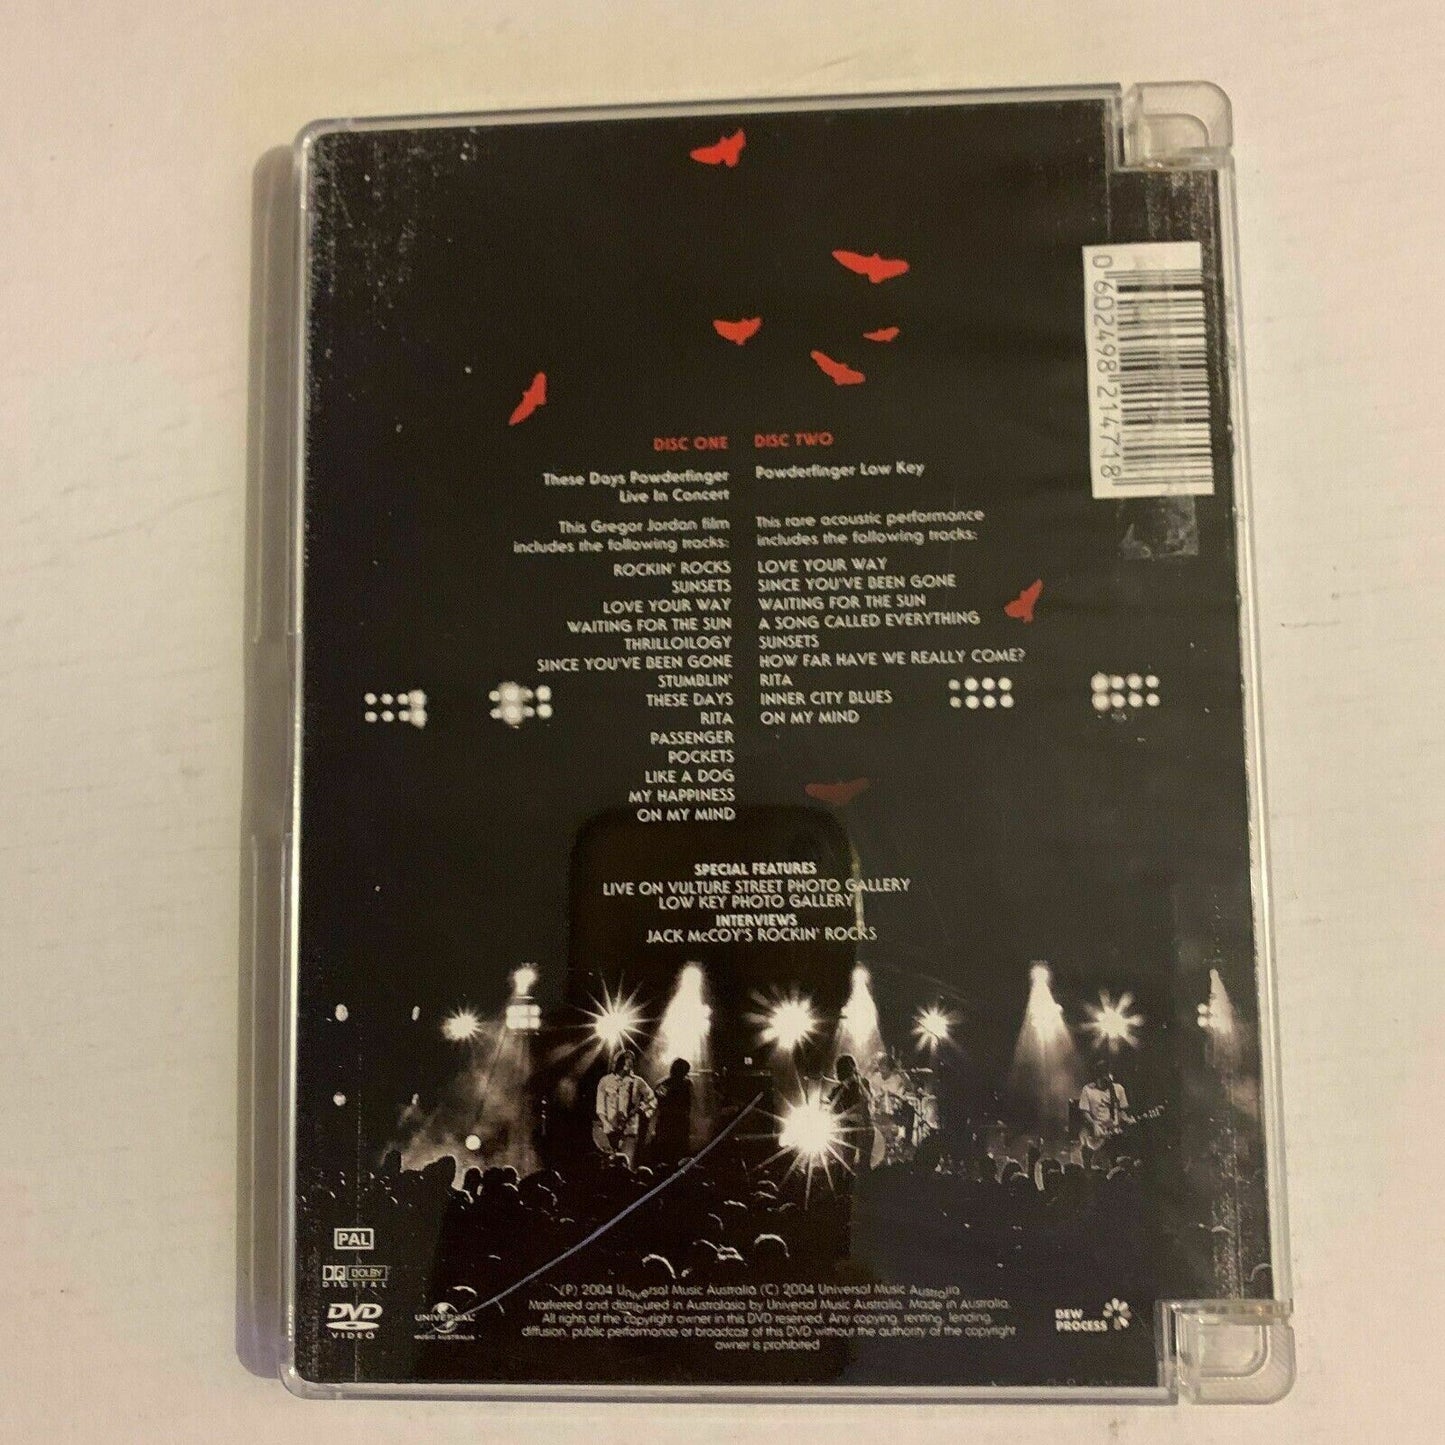 0 602498 214718
DISC ONE
These Days Powderfinger
Live In Concert
This Gregor Jordan film
includes the following tracks:
ROCKIN' ROCKS
SUNSETS
LOVE YOUR WAY
WAITING FOR THE SUN
THRILLOILOGY
SINCE YOU'VE BEEN GONE
STUMBLIN'
THESE DAYS
RITA
PASSENGER
POCKETS
LIKE A DOG
MY HAPPINESS
ON MY MIND
DISC TWO
Powderfinger Low Key
This rare acoustic performance
includes the following tracks:
LOVE YOUR WAY
SINCE YOU'VE BEEN GONE
WAITING FOR THE SUN
A SONG CALLED EVERYTHING
SUNSETS
HOW FAR HAVE WE REALLY COME?
RITA
INNER CITY BLUES
ON MY MIND
SPECIAL FEATURES
LIVE ON VULTURE STREET PHOTO GALLERY
LOW KEY PHOTO GALLERY
INTERVIEWS
JACK McCOY'S ROCKIN' ROCKS
PAL
DOLBY
DIGITAL
DVD
VIDEO
UNIVERSAL
MUSIC AUSTRALIA
(P) 2004 Universal Music Australia (C) 2004 Universal Music Australia
Marketed and distributed in Australasia by Universal Music Australia. Made in Australia.
All rights of the copyright owner in this DVD reserved. Any copying, renting, lending,
diffusion, public performance or broadcast of this DVD without the authority of the copyright
owner is prohibited
DEW
PROCESS